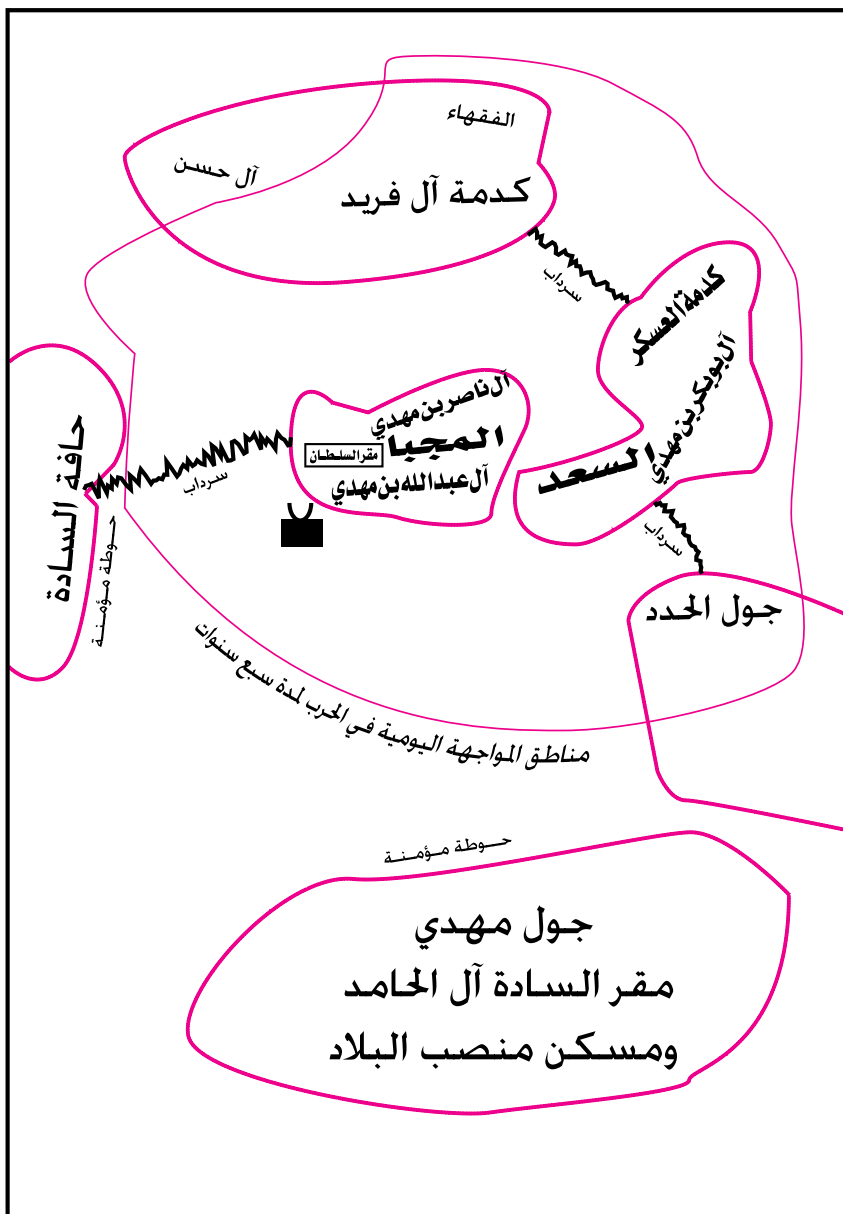 الفقهاء
آل حسن
كدمة آل فريد
سرداب
كدمة العسكر
آل بوبكر بن مهدي
السعد
آل ناصر بن مهدي
المجبا
مقر السلطان
آل عبدالله بن مهدي
سرداب
حافة السادة
حوطة مؤمنة
سرداب
جول الحدد
مناطق المواجهة اليومية في الحرب لمدة سبع سنوات
حوطة مؤمنة
جول مهدي
مقر السادة آل الحامد
ومسكن منصب البلاد